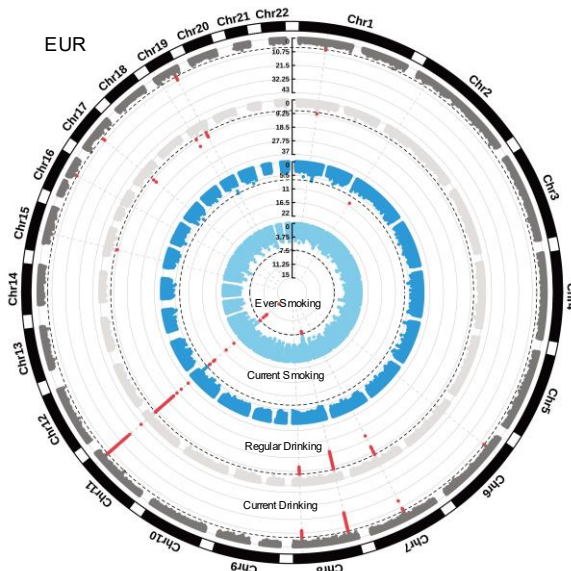 EUR
Chr1
Chr2
Chr3
Chr4
Chr5
Chr6
Chr7
Chr8
Chr9
Chr10
Chr11
Chr12
Chr13
Chr14
Chr15
Chr16
Chr17
Chr18
Chr19
Chr20
Chr21
Chr22
0
10.75
21.5
32.25
43
0
9.25
18.5
27.75
37
0
5.5
11
16.5
22
0
3.75
7.5
11.25
15
Ever Smoking
Current Smoking
Regular Drinking
Current Drinking